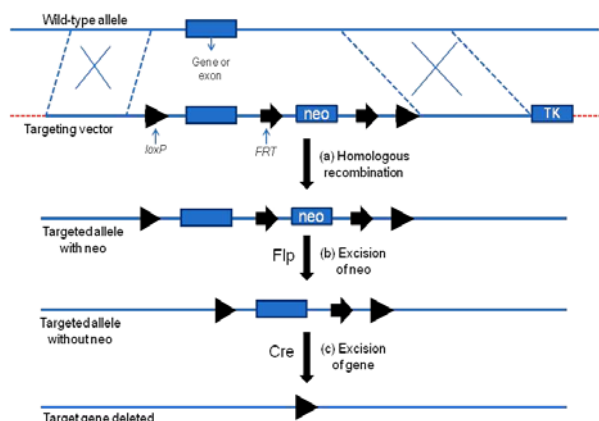 Wild-type allele
Gene or
exon
neo
TK
Targeting vector
loxP
FRT
(a) Homologous
recombination
neo
Targeted allele
with neo
Flp
(b) Excision
of neo
Targeted allele
without neo
Cre
(c) Excision
of gene
Target gene deleted